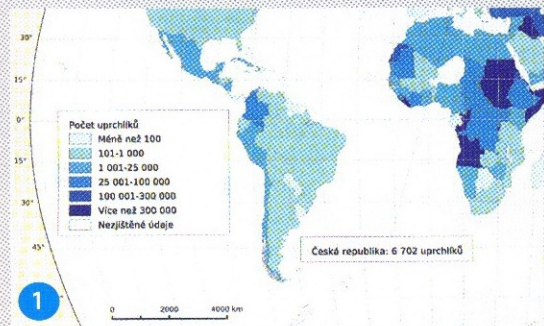 30°
15°
0°
15°
30°
45°
Počet uprchlíků
Méně než 100
101-1 000
1 001-25 000
25 001-100 000
100 001-300 000
Více než 300 000
Nezjištěné údaje
Česká republika: 6 702 uprchlíků
1
0 2000 4000 km